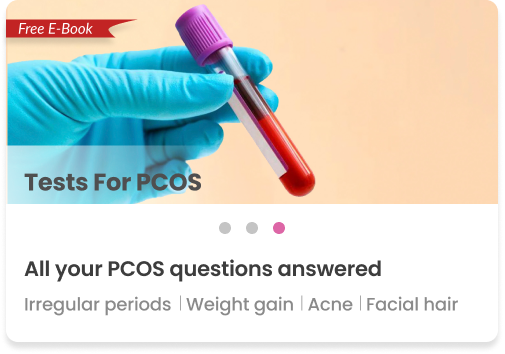 Free E-Book
Tests For PCOS
All your PCOS questions answered
Irregular periods | Weight gain | Acne | Facial hair